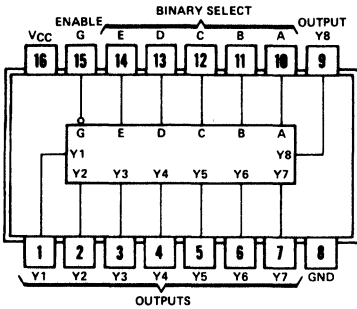 BINARY SELECT
ENABLE OUTPUT
VCC G E D C B A Y8
16 15 14 13 12 11 10 9
G E D C B A
Y1 Y8
Y2 Y3 Y4 Y5 Y6 Y7
1 2 3 4 5 6 7 8
Y1 Y2 Y3 Y4 Y5 Y6 Y7 GND
OUTPUTS